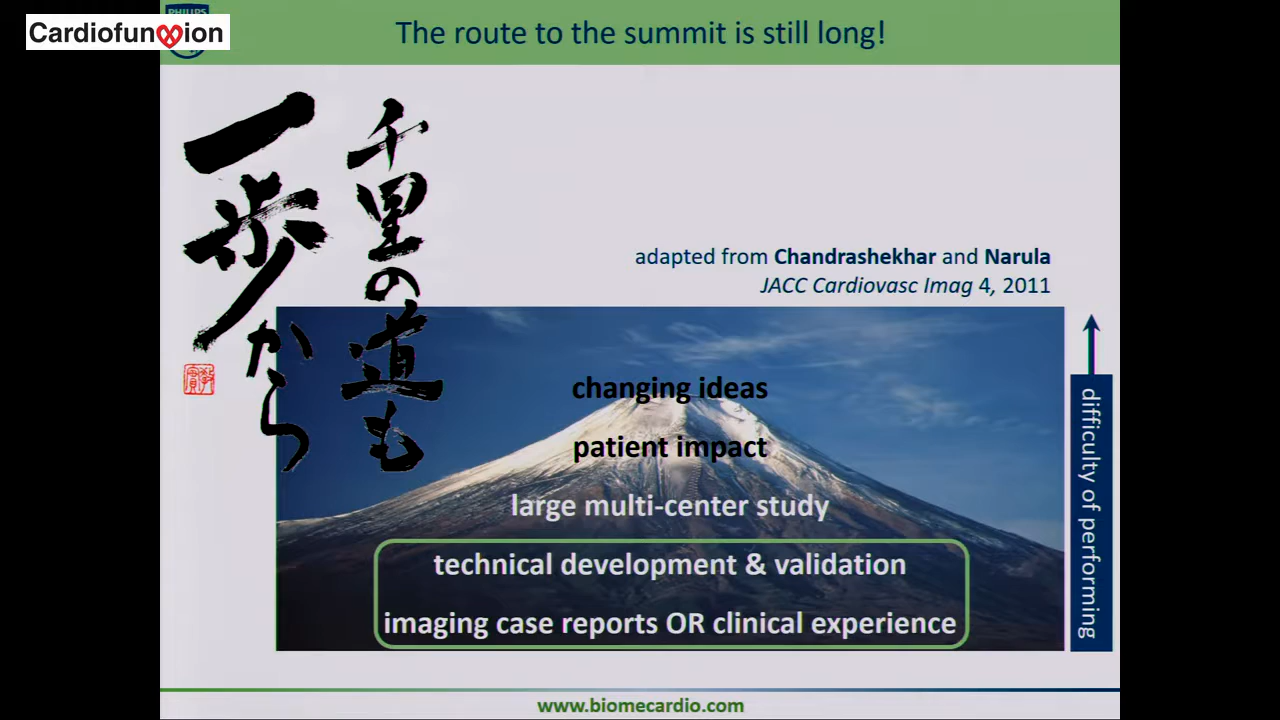 PHILIPS
CardiofunXion
The route to the summit is still long!
千里の道も
一歩から
adapted from Chandrashekhar and Narula
JACC Cardiovasc Imag 4, 2011
changing ideas
patient impact
large multi-center study
technical development & validation
imaging case reports OR clinical experience
difficulty of performing
www.biomecardio.com